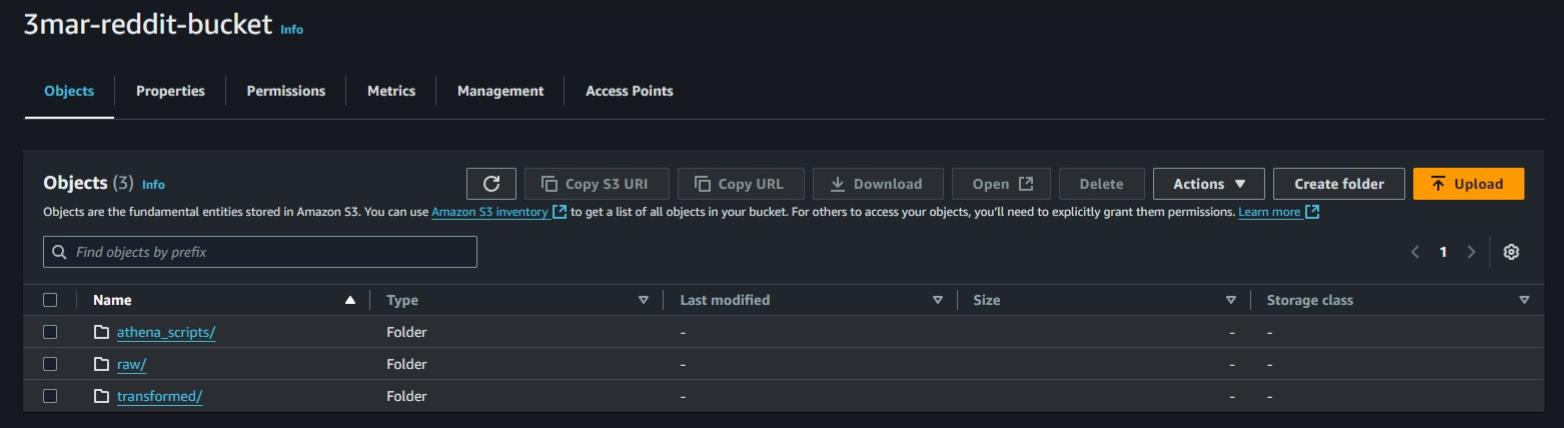 3mar-reddit-bucket Info
Objects Properties Permissions Metrics Management Access Points
Objects (3) Info Copy S3 URI Copy URL Download Open Delete Actions Create folder Upload
Objects are the fundamental entities stored in Amazon S3. You can use Amazon S3 inventory to get a list of all objects in your bucket. For others to access your objects, you'll need to explicitly grant them permissions. Learn more
Find objects by prefix 1
Name Type Last modified Size Storage class
athena_scripts/ Folder - - -
raw/ Folder - - -
transformed/ Folder - - -